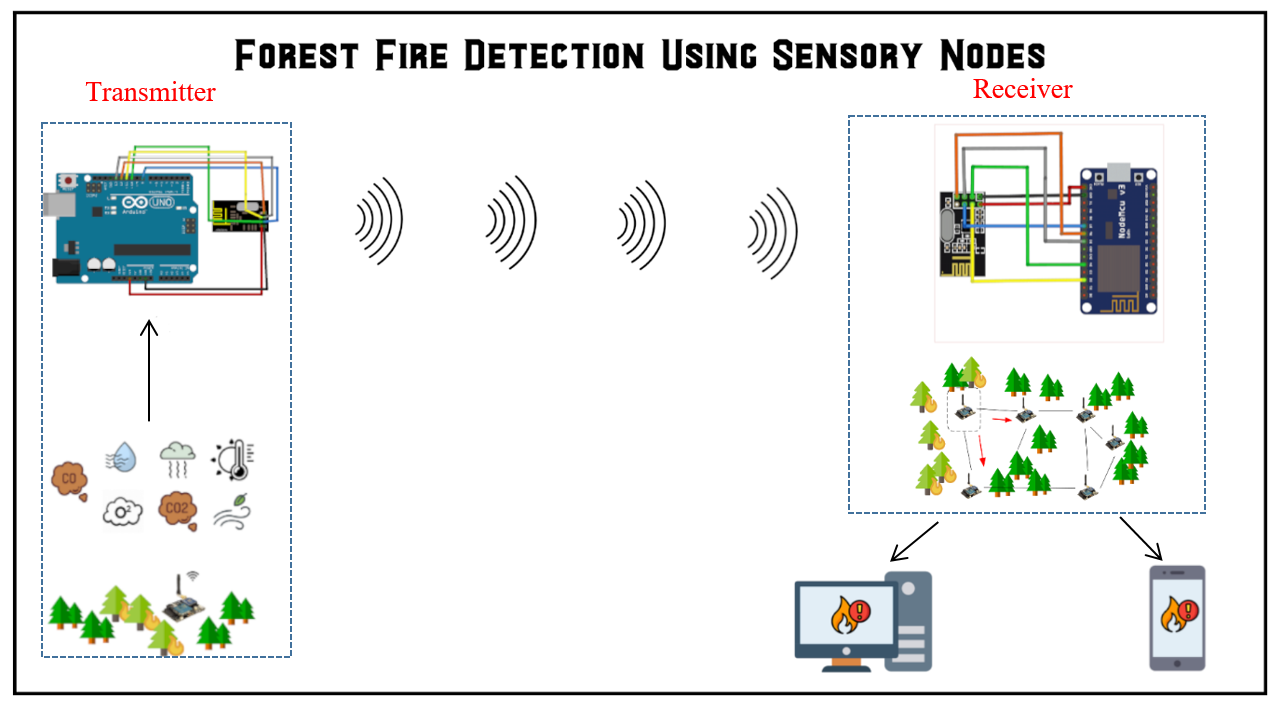 Forest Fire Detection Using Sensory Nodes
Transmitter
Receiver
UNO
Arduino
NodeMcu v3
CO
O²
CO2